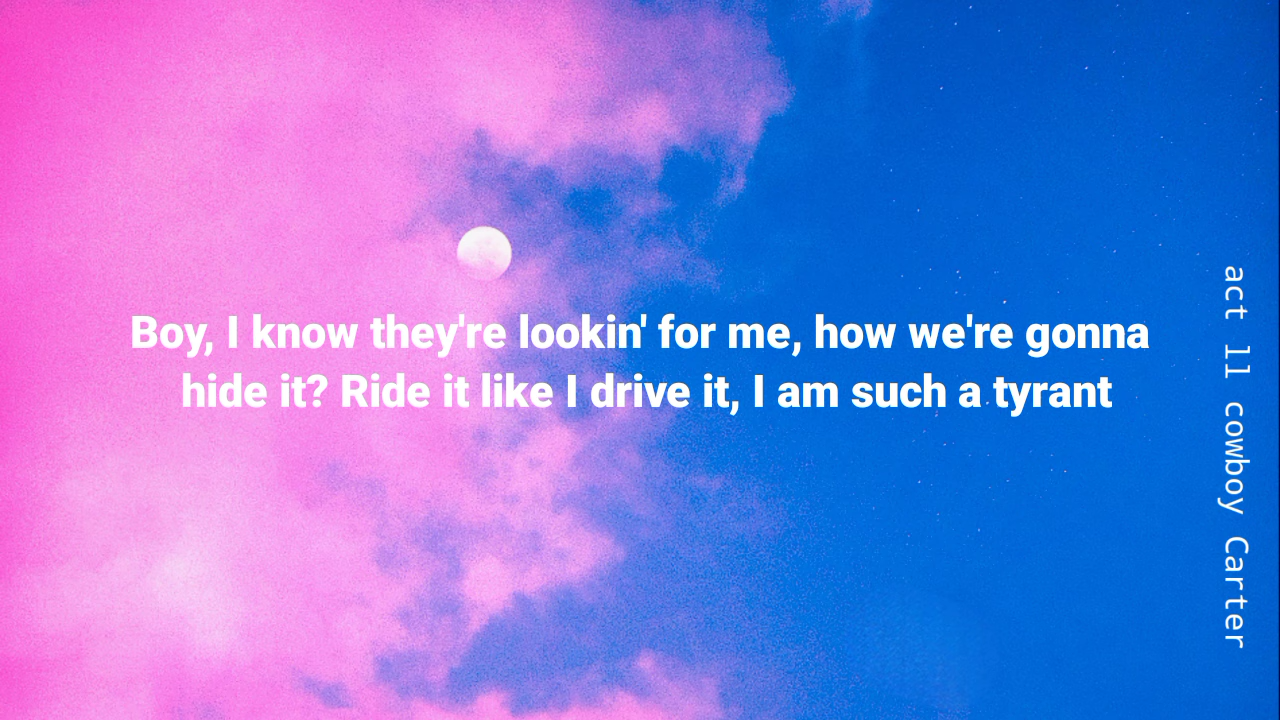 Boy, I know they're lookin' for me, how we're gonna
hide it? Ride it like I drive it, I am such a tyrant
act ll cowboy Carter